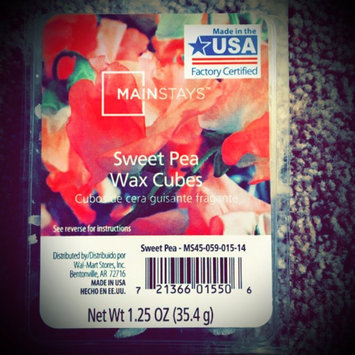 Made in the
USA
Factory Certified
MAINSTAYS™
Sweet Pea
Wax Cubes
Cubos de cera guisante fragante
See reverse for instructions
Sweet Pea - MS45-059-015-14
Distributed by/Distribuido por
Wal-Mart Stores, Inc.
Bentonville, AR 72716
MADE IN USA
HECHO EN EE.UU.
7 21366 01550 6
Net Wt 1.25 OZ (35.4 g)